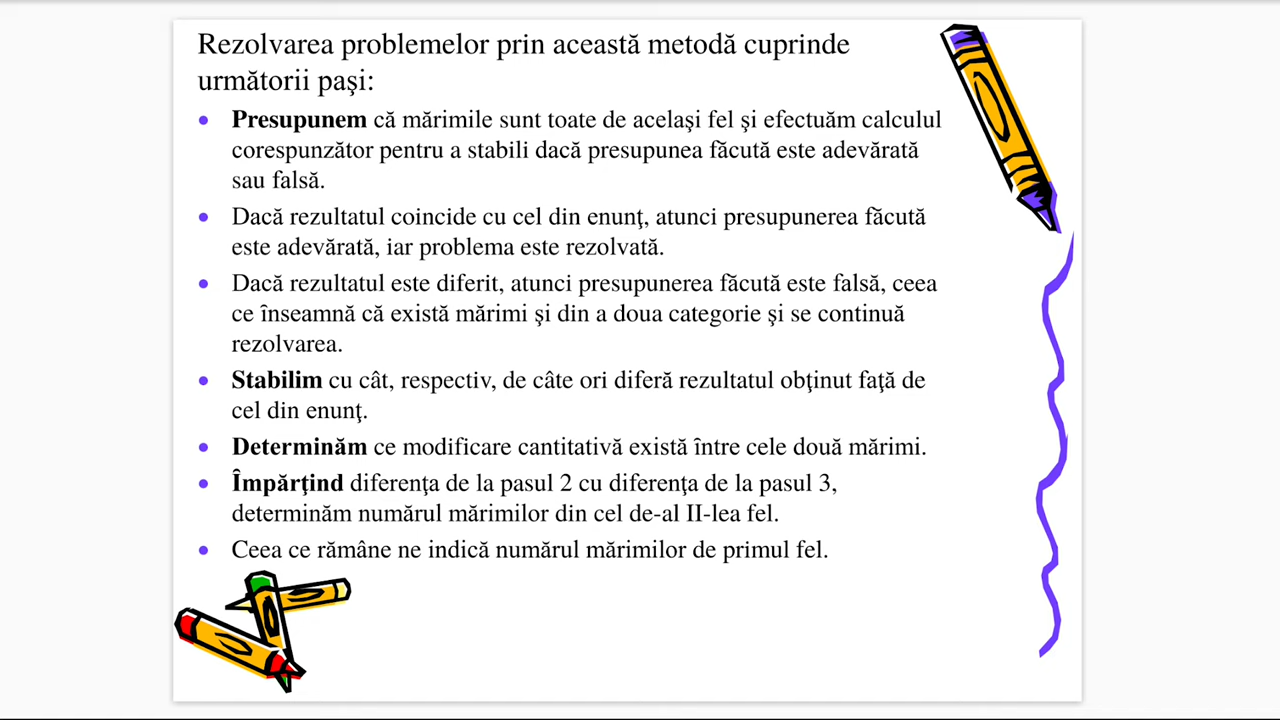 Rezolvarea problemelor prin această metodă cuprinde
următorii paşi:
• Presupunem că mărimile sunt toate de acelaşi fel şi efectuăm calculul
corespunzător pentru a stabili dacă presupunea făcută este adevărată
sau falsă.
• Dacă rezultatul coincide cu cel din enunţ, atunci presupunerea făcută
este adevărată, iar problema este rezolvată.
• Dacă rezultatul este diferit, atunci presupunerea făcută este falsă, ceea
ce înseamnă că există mărimi şi din a doua categorie şi se continuă
rezolvarea.
• Stabilim cu cât, respectiv, de câte ori diferă rezultatul obţinut faţă de
cel din enunţ.
• Determinăm ce modificare cantitativă există între cele două mărimi.
• Împărţind diferenţa de la pasul 2 cu diferenţa de la pasul 3,
determinăm numărul mărimilor din cel de-al II-lea fel.
• Ceea ce rămâne ne indică numărul mărimilor de primul fel.